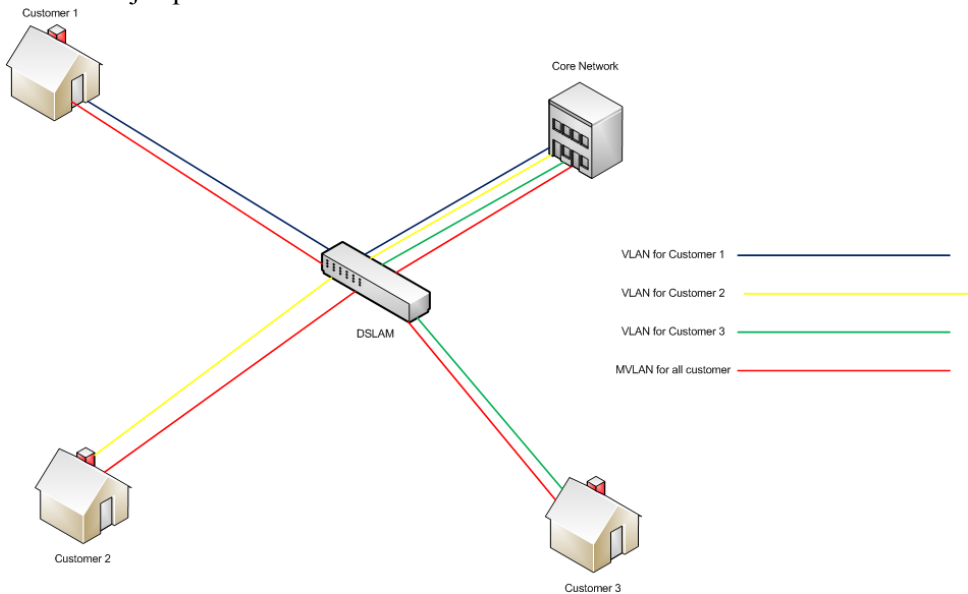 Customer 1
Core Network
VLAN for Customer 1
VLAN for Customer 2
VLAN for Customer 3
DSLAM
MVLAN for all customer
Customer 2
Customer 3